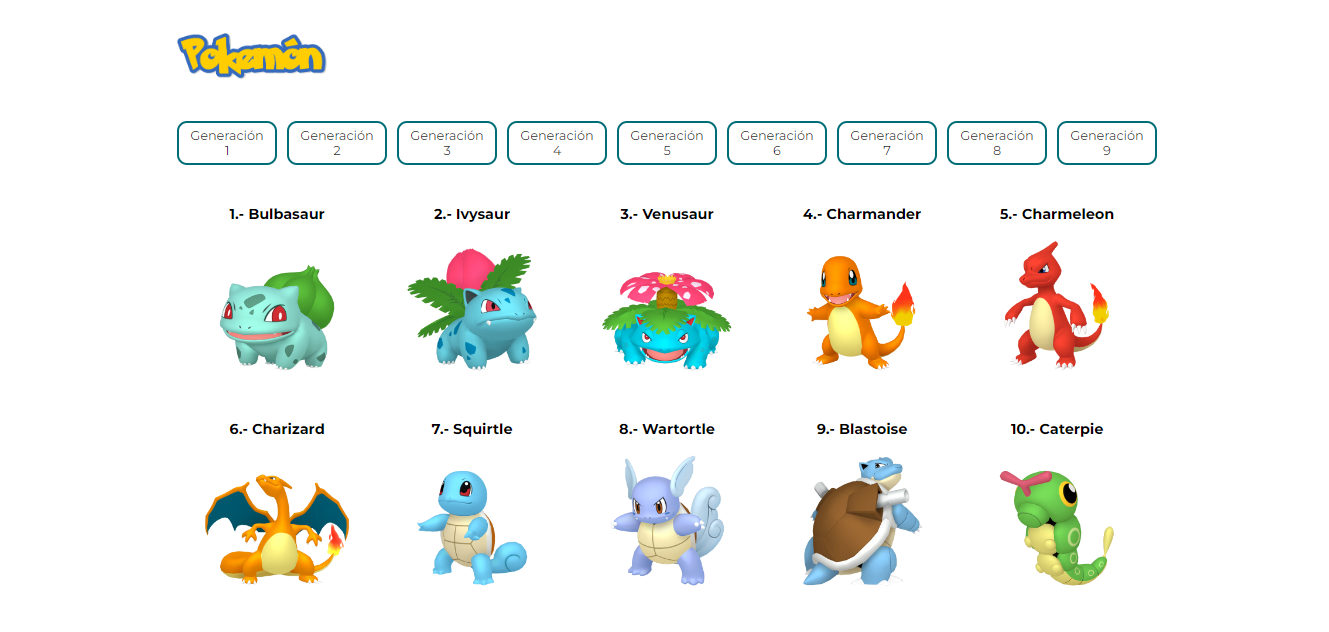 Pokemón
Generación
1
Generación
2
Generación
3
Generación
4
Generación
5
Generación
6
Generación
7
Generación
8
Generación
9
1.- Bulbasaur
2.- Ivysaur
3.- Venusaur
4.- Charmander
5.- Charmeleon
6.- Charizard
7.- Squirtle
8.- Wartortle
9.- Blastoise
10.- Caterpie